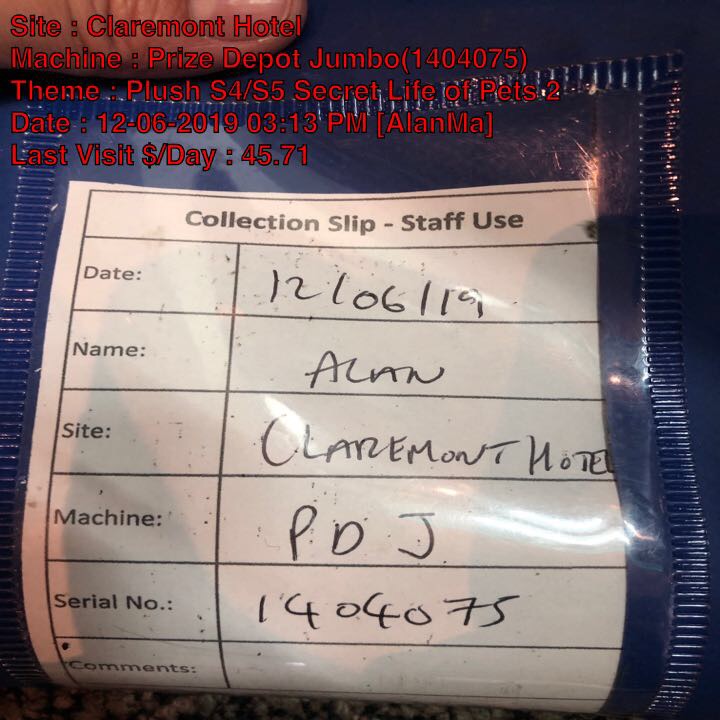 Site : Claremont Hotel
Machine : Prize Depot Jumbo(1404075)
Theme : Plush S4/S5 Secret Life of Pets 2
Date : 12-06-2019 03:13 PM [AlanMa]
Last Visit $/Day : 45.71
Collection Slip - Staff Use
Date: 12/06/19
Name: ALAN
Site: CLAREMONT HOTEL
Machine: P D J
Serial No.: 1404075
Comments: